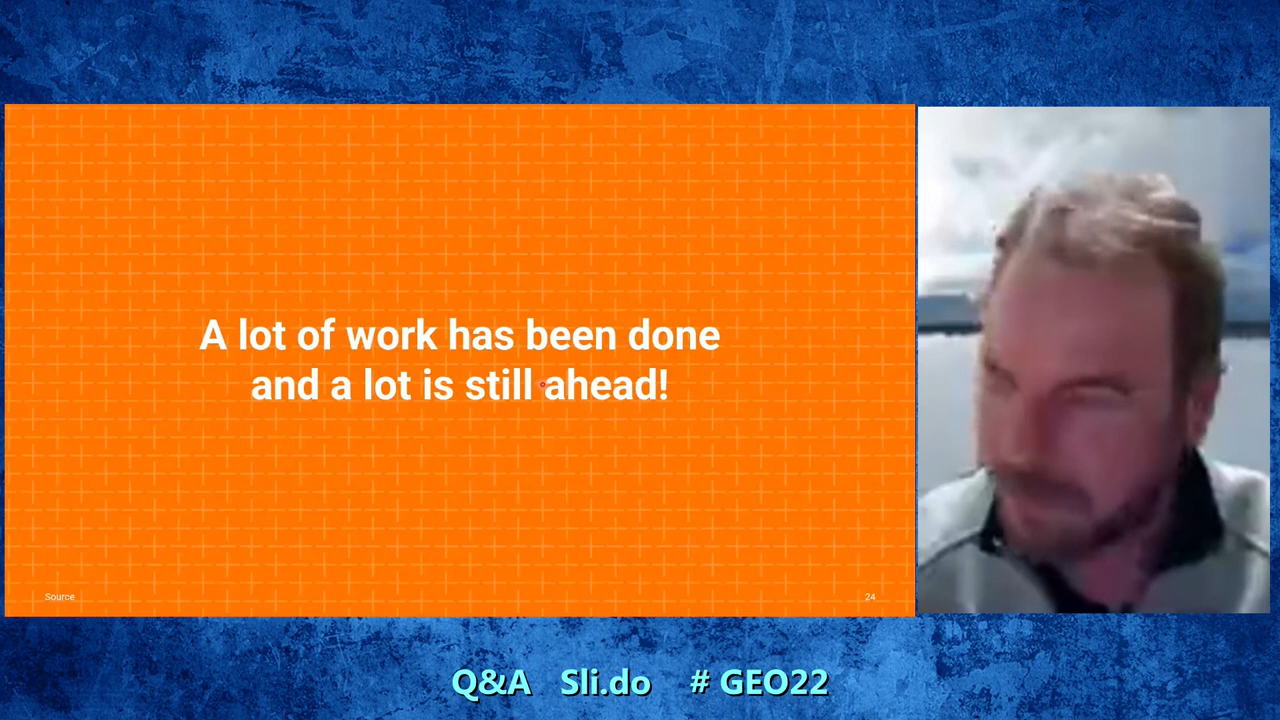 A lot of work has been done
and a lot is still ahead!
Source
24
Q&A Sli.do # GEO22